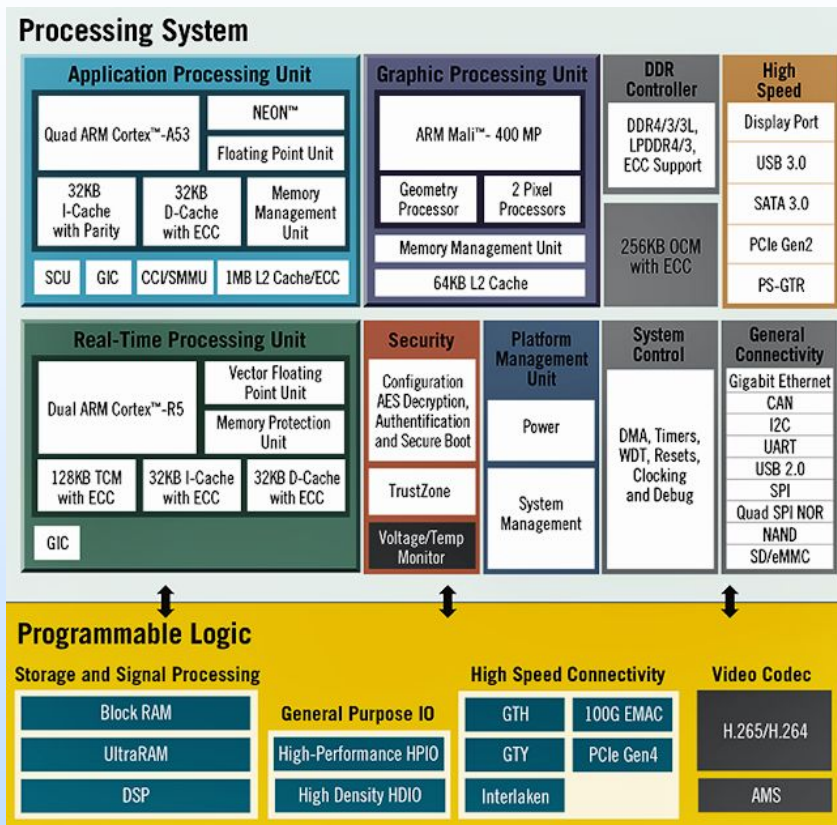 Processing System
Application Processing Unit
Quad ARM Cortex™-A53
NEON™
Floating Point Unit
32KB
I-Cache
with Parity
32KB
D-Cache
with ECC
Memory
Management
Unit
SCU
GIC
CCI/SMMU
1MB L2 Cache/ECC
Graphic Processing Unit
ARM Mali™- 400 MP
Geometry
Processor
2 Pixel
Processors
Memory Management Unit
64KB L2 Cache
DDR
Controller
DDR4/3/3L,
LPDDR4/3,
ECC Support
256KB OCM
with ECC
High
Speed
Display Port
USB 3.0
SATA 3.0
PCIe Gen2
PS-GTR
Real-Time Processing Unit
Dual ARM Cortex™-R5
Vector Floating
Point Unit
Memory Protection
Unit
128KB TCM
with ECC
32KB I-Cache
with ECC
32KB D-Cache
with ECC
GIC
Security
Configuration
AES Decryption,
Authentification
and Secure Boot
TrustZone
Voltage/Temp
Monitor
Platform
Management
Unit
Power
System
Management
System
Control
DMA, Timers,
WDT, Resets,
Clocking
and Debug
General
Connectivity
Gigabit Ethernet
CAN
I2C
UART
USB 2.0
SPI
Quad SPI NOR
NAND
SD/eMMC
Programmable Logic
Storage and Signal Processing
Block RAM
UltraRAM
DSP
General Purpose IO
High-Performance HPIO
High Density HDIO
High Speed Connectivity
GTH
100G EMAC
GTY
PCIe Gen4
Interlaken
Video Codec
H.265/H.264
AMS